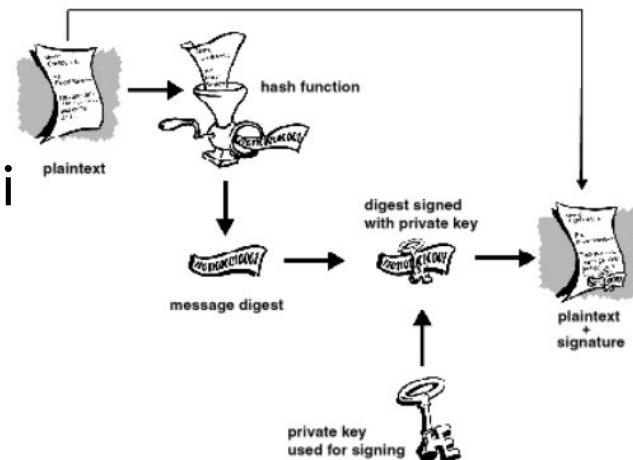 hash function
plaintext
i
digest signed
with private key
message digest
plaintext
+
signature
private key
used for signing